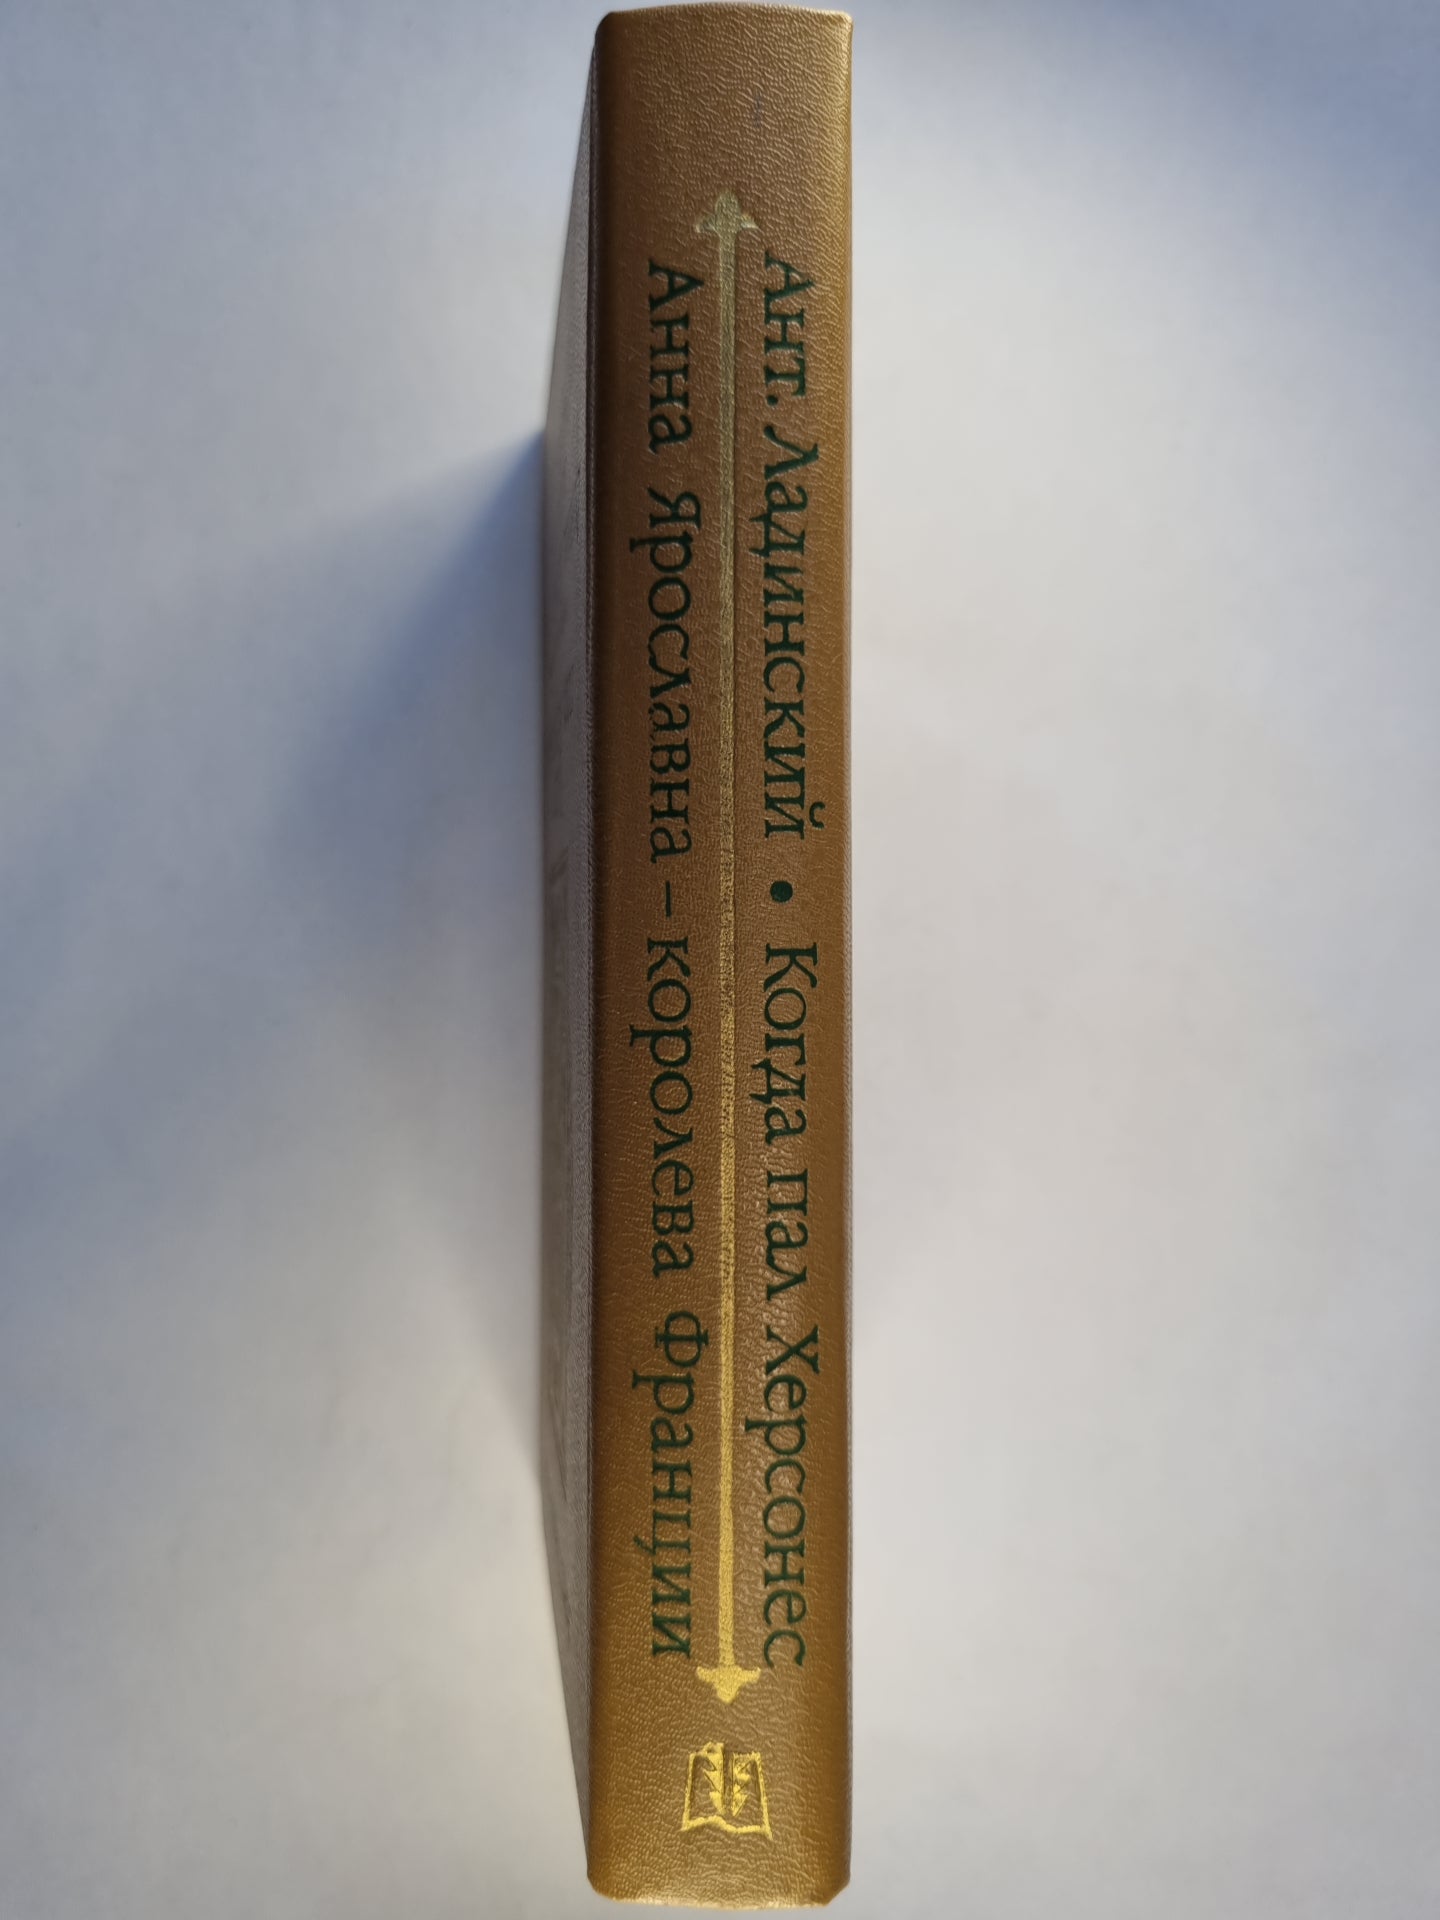 Ант. Ладинский • Когда пал Херсонес
Анна Ярославна – королева Франции